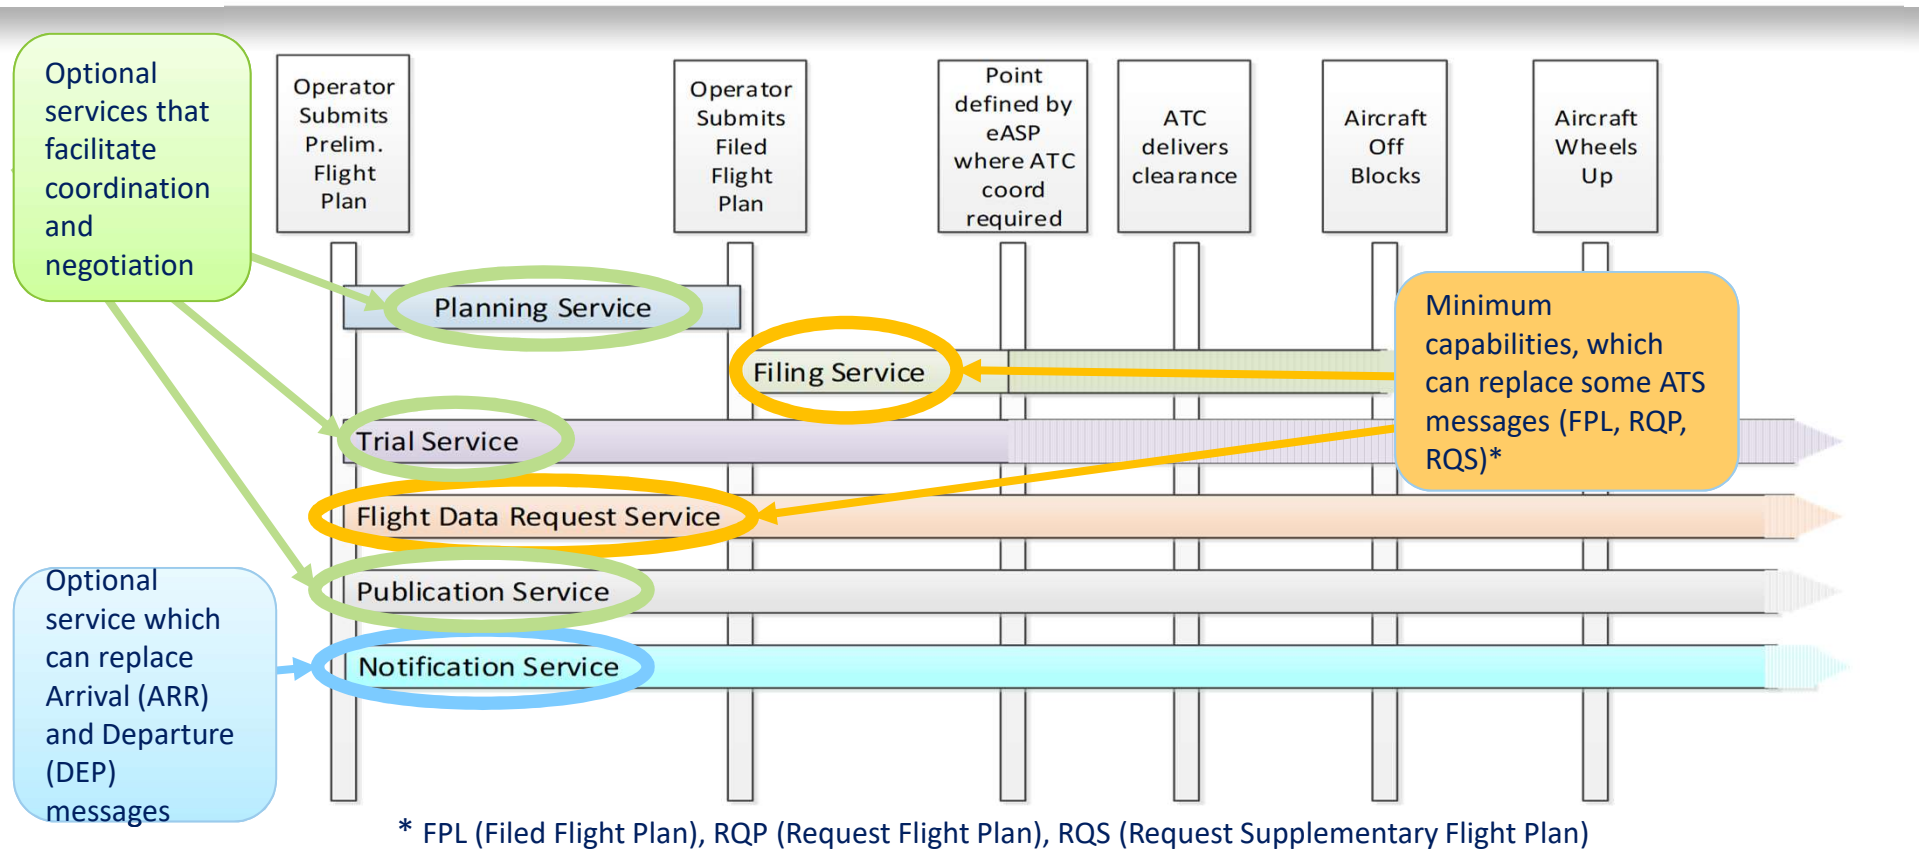 Optional
services that
facilitate
coordination
and
negotiation
Operator
Submits
Prelim.
Flight
Plan
Operator
Submits
Filed
Flight
Plan
Point
defined by
eASP
where ATC
coord
required
ATC
delivers
clearance
Aircraft
Off
Blocks
Aircraft
Wheels
Up
Planning Service
Filing Service
Trial Service
Flight Data Request Service
Publication Service
Notification Service
Minimum
capabilities, which
can replace some ATS
messages (FPL, RQP,
RQS)*
Optional
service which
can replace
Arrival (ARR)
and Departure
(DEP)
messages
* FPL (Filed Flight Plan), RQP (Request Flight Plan), RQS (Request Supplementary Flight Plan)